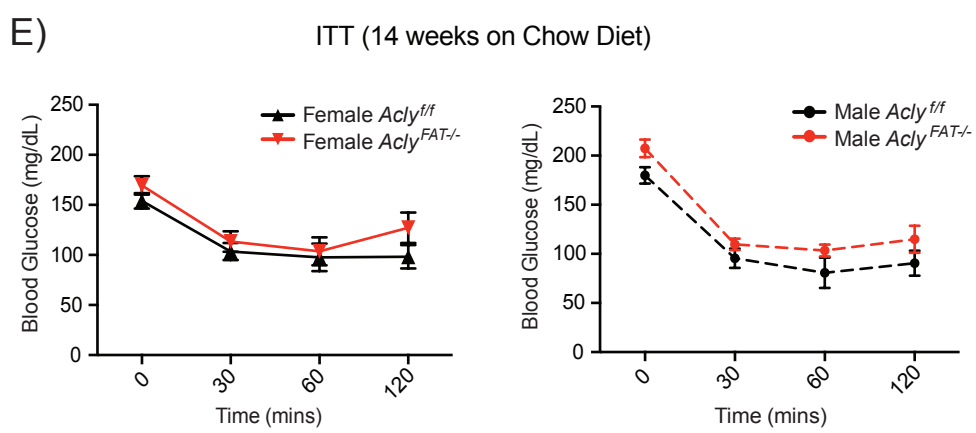 E)
ITT (14 weeks on Chow Diet)
Blood Glucose (mg/dL)
250
200
150
100
50
0
Female Acly^f/f
Female Acly^FAT-/-
0
30
60
120
Time (mins)
Blood Glucose (mg/dL)
250
200
150
100
50
0
Male Acly^f/f
Male Acly^FAT-/-
0
30
60
120
Time (mins)